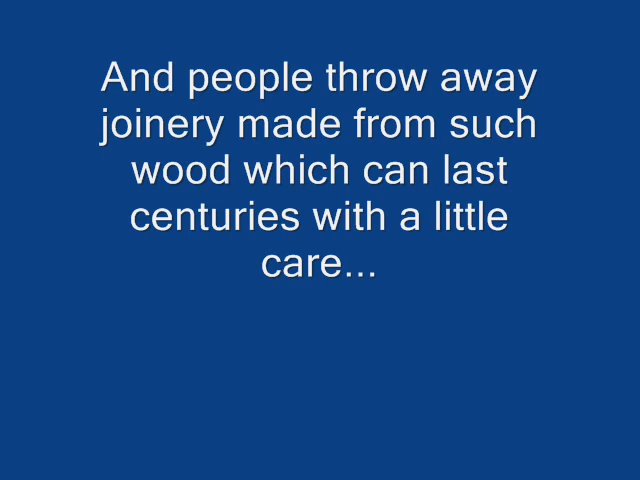 And people throw away
joinery made from such
wood which can last
centuries with a little
care...